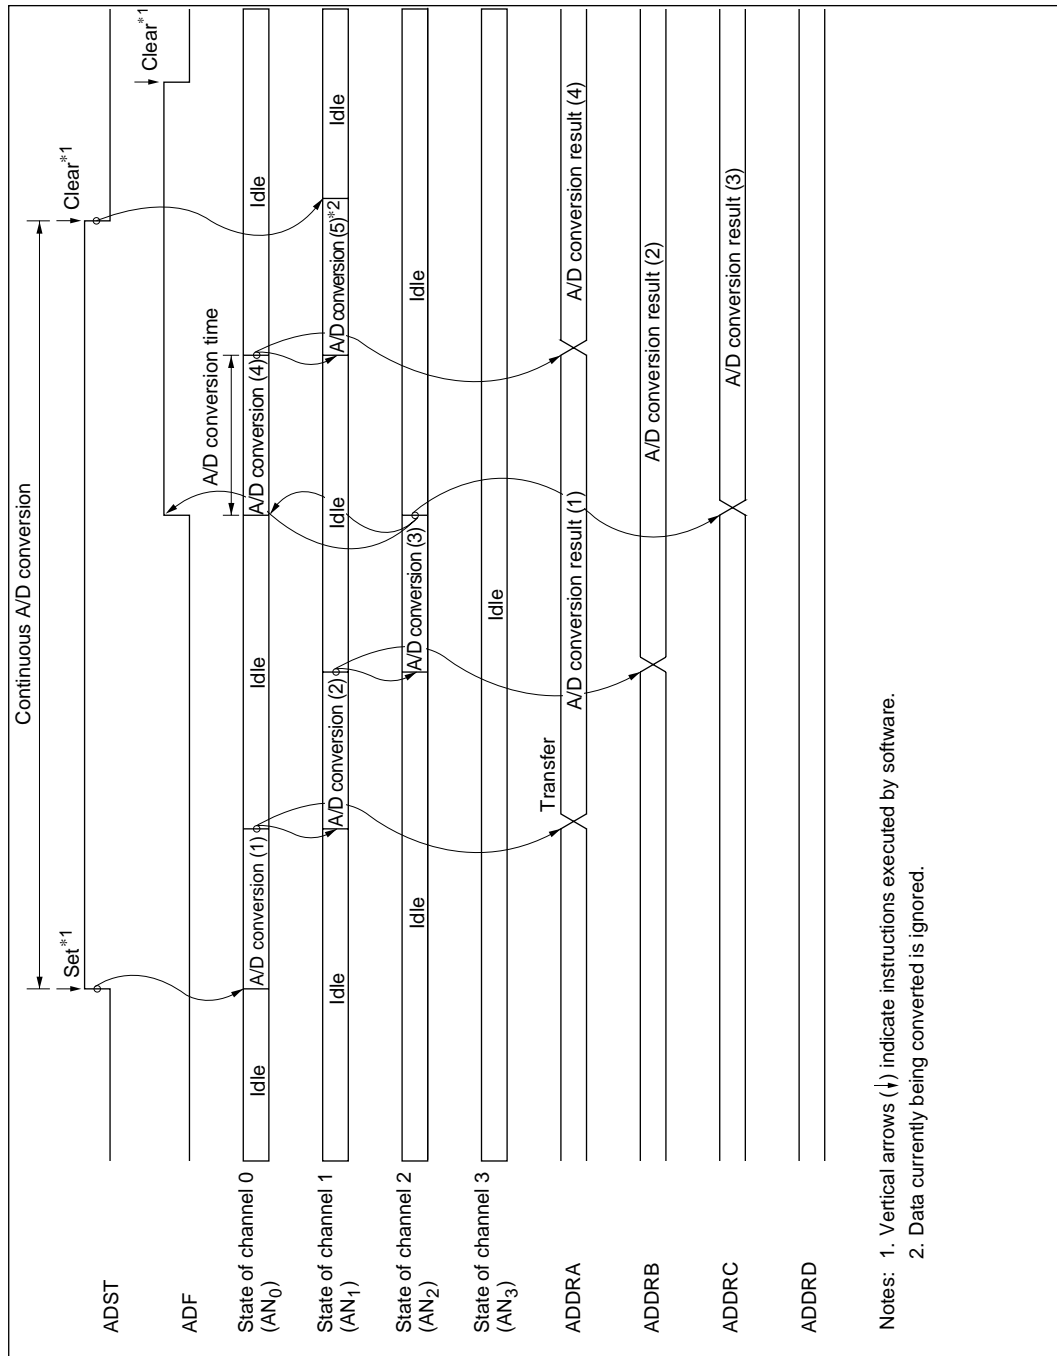 Continuous A/D conversion
Set*1
Clear*1
Clear*1
ADST
ADF
A/D conversion time
State of channel 0
(AN0)
Idle
A/D conversion (1)
Idle
A/D conversion (4)
Idle
State of channel 1
(AN1)
Idle
A/D conversion (2)
Idle
A/D conversion (5)*2
Idle
State of channel 2
(AN2)
Idle
A/D conversion (3)
Idle
State of channel 3
(AN3)
Idle
Transfer
ADDRA
A/D conversion result (1)
A/D conversion result (4)
ADDRB
A/D conversion result (2)
ADDRC
A/D conversion result (3)
ADDRD
Notes: 1. Vertical arrows (↓) indicate instructions executed by software.
2. Data currently being converted is ignored.